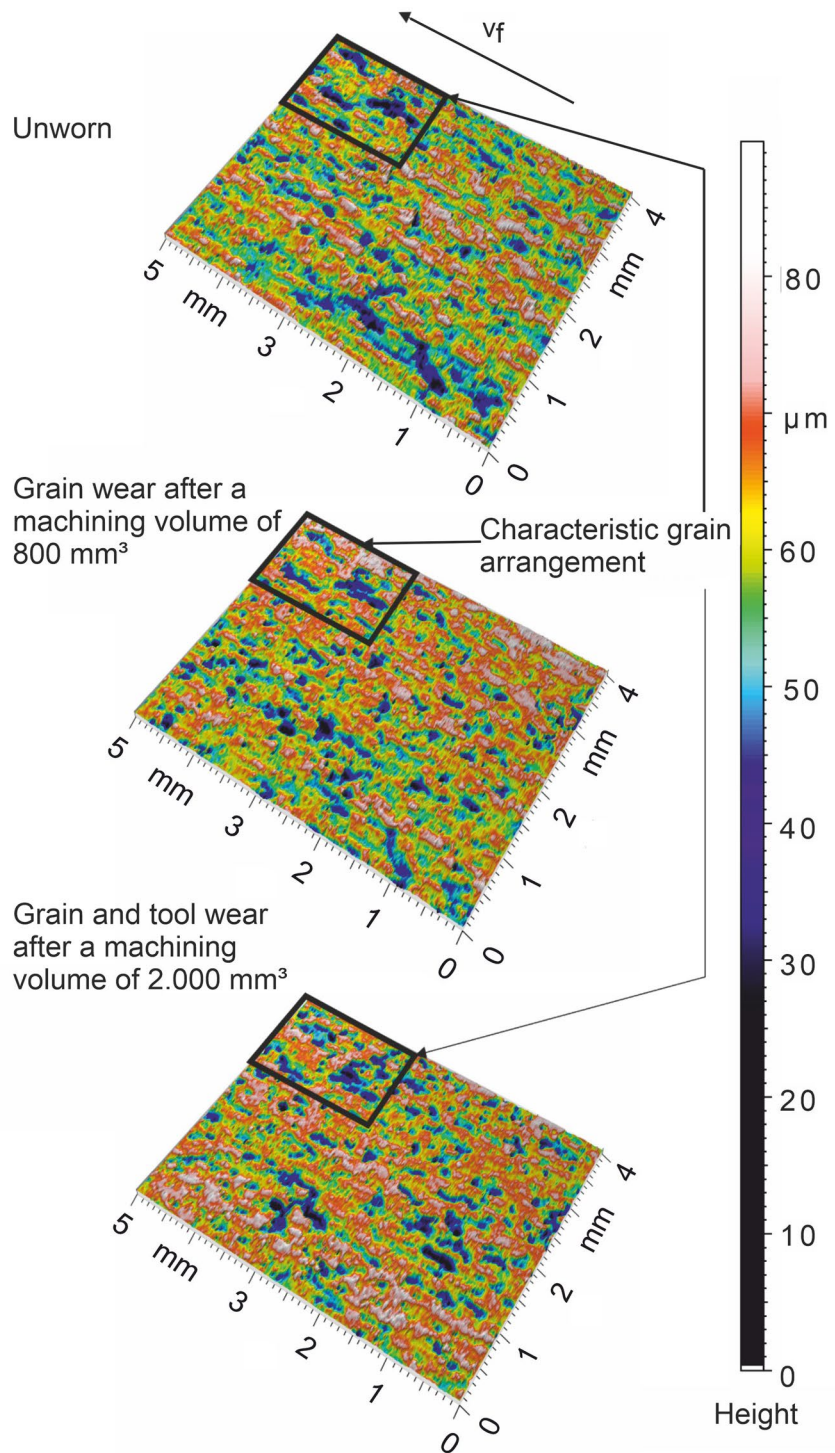 vf
Unworn
5
mm
3
2
1
0
0
1
2
mm
4
Grain wear after a
machining volume of
800 mm³
Characteristic grain
arrangement
5
mm
3
2
1
0
0
1
2
mm
4
Grain and tool wear
after a machining
volume of 2.000 mm³
5
mm
3
2
1
0
0
1
2
mm
4
80
µm
60
50
40
30
20
10
0
Height